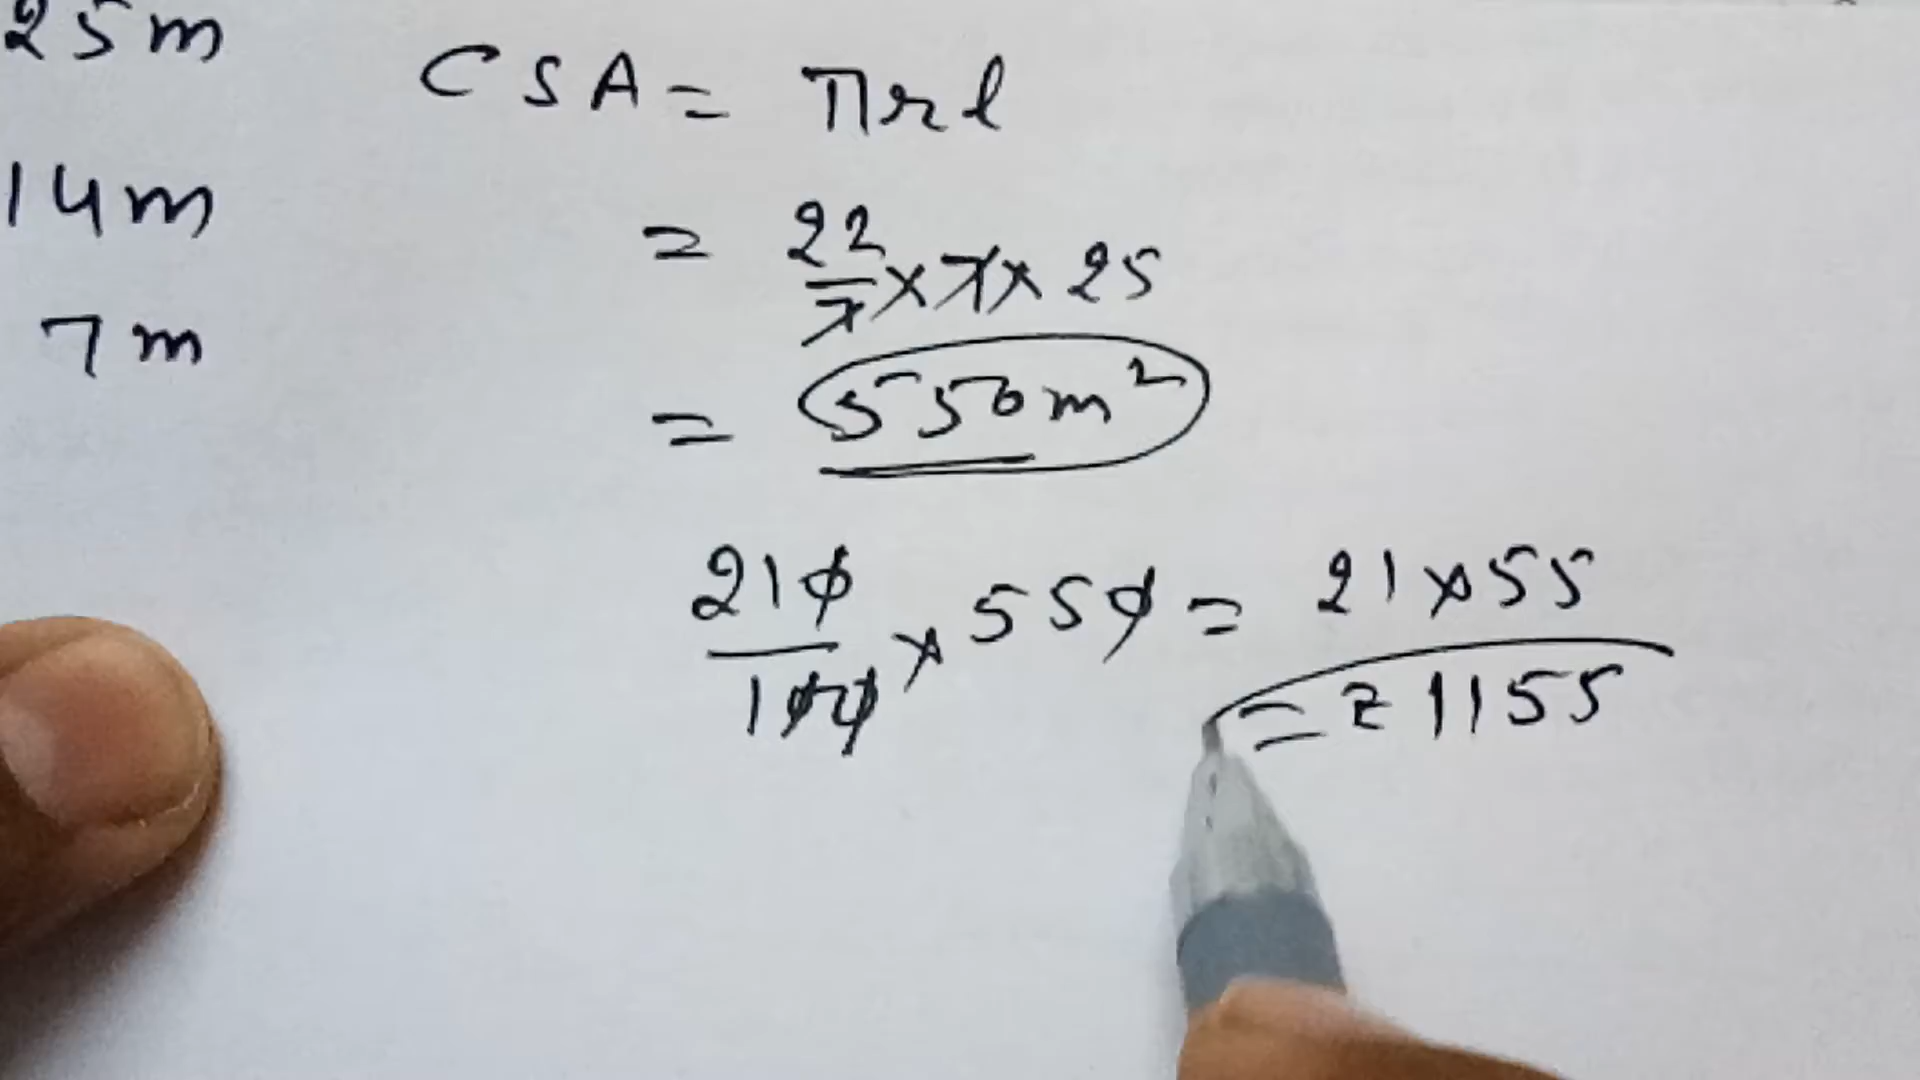 25m
CSA = πrl
14m
= 22/7 × 7 × 25
7m
= 550m²
210/100 × 550 = 21×55
= ₹1155